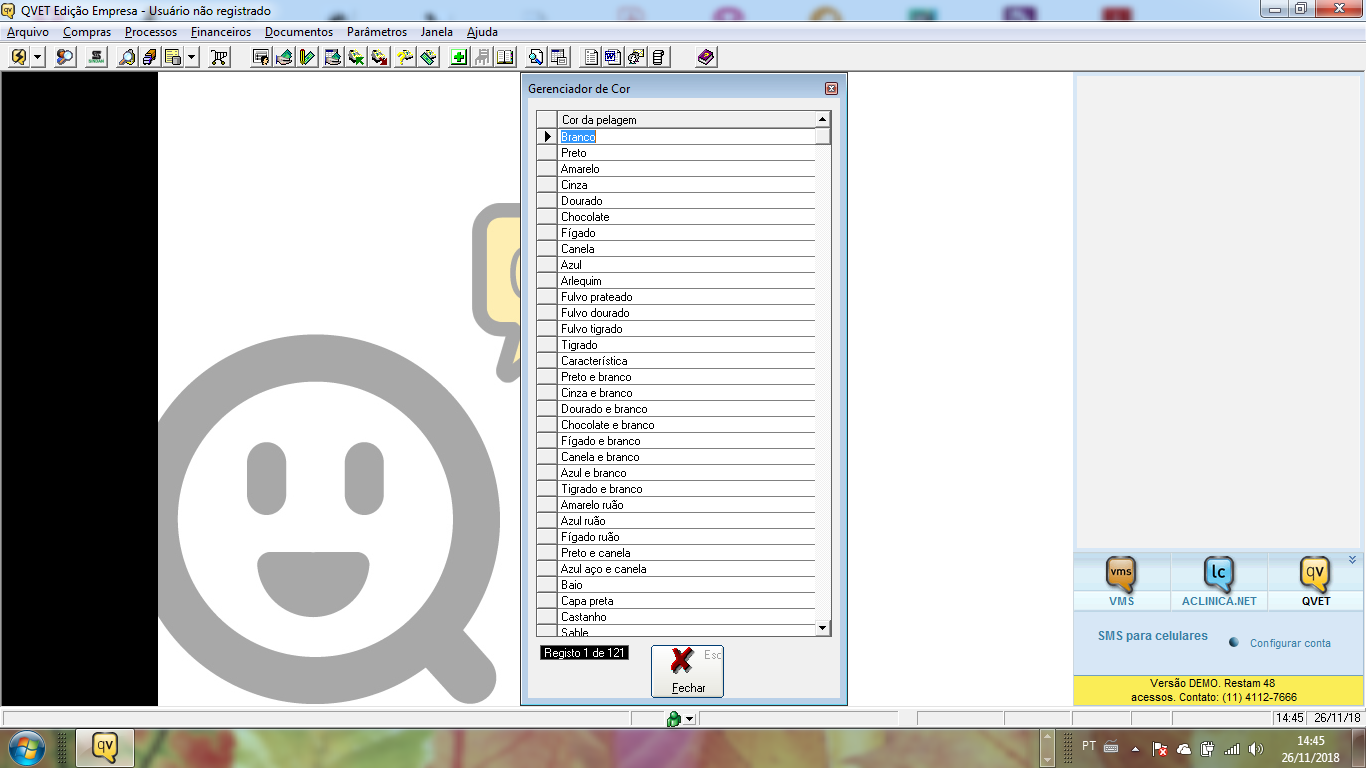 QVET Edição Empresa - Usuário não registrado
Arquivo Compras Processos Financeiros Documentos Parâmetros Janela Ajuda
Gerenciador de Cor
Cor da pelagem
Branco
Preto
Amarelo
Cinza
Dourado
Chocolate
Fígado
Canela
Azul
Arlequim
Fulvo prateado
Fulvo dourado
Fulvo tigrado
Tigrado
Característica
Preto e branco
Cinza e branco
Dourado e branco
Chocolate e branco
Fígado e branco
Canela e branco
Azul e branco
Tigrado e branco
Amarelo ruão
Azul ruão
Fígado ruão
Preto e canela
Azul aço e canela
Baio
Capa preta
Castanho
Sable
Registo 1 de 121
Esc
Fechar
vms lc qv
VMS ACLINICA.NET QVET
SMS para celulares
Configurar conta
Versão DEMO. Restam 48
acessos. Contato: (11) 4112-7666
14:45 26/11/18
qv
PT
14:45
26/11/2018